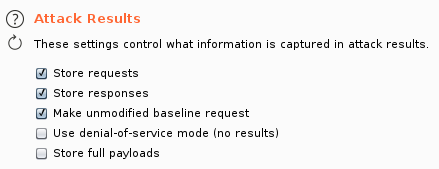 Attack Results
These settings control what information is captured in attack results.
Store requests
Store responses
Make unmodified baseline request
Use denial-of-service mode (no results)
Store full payloads